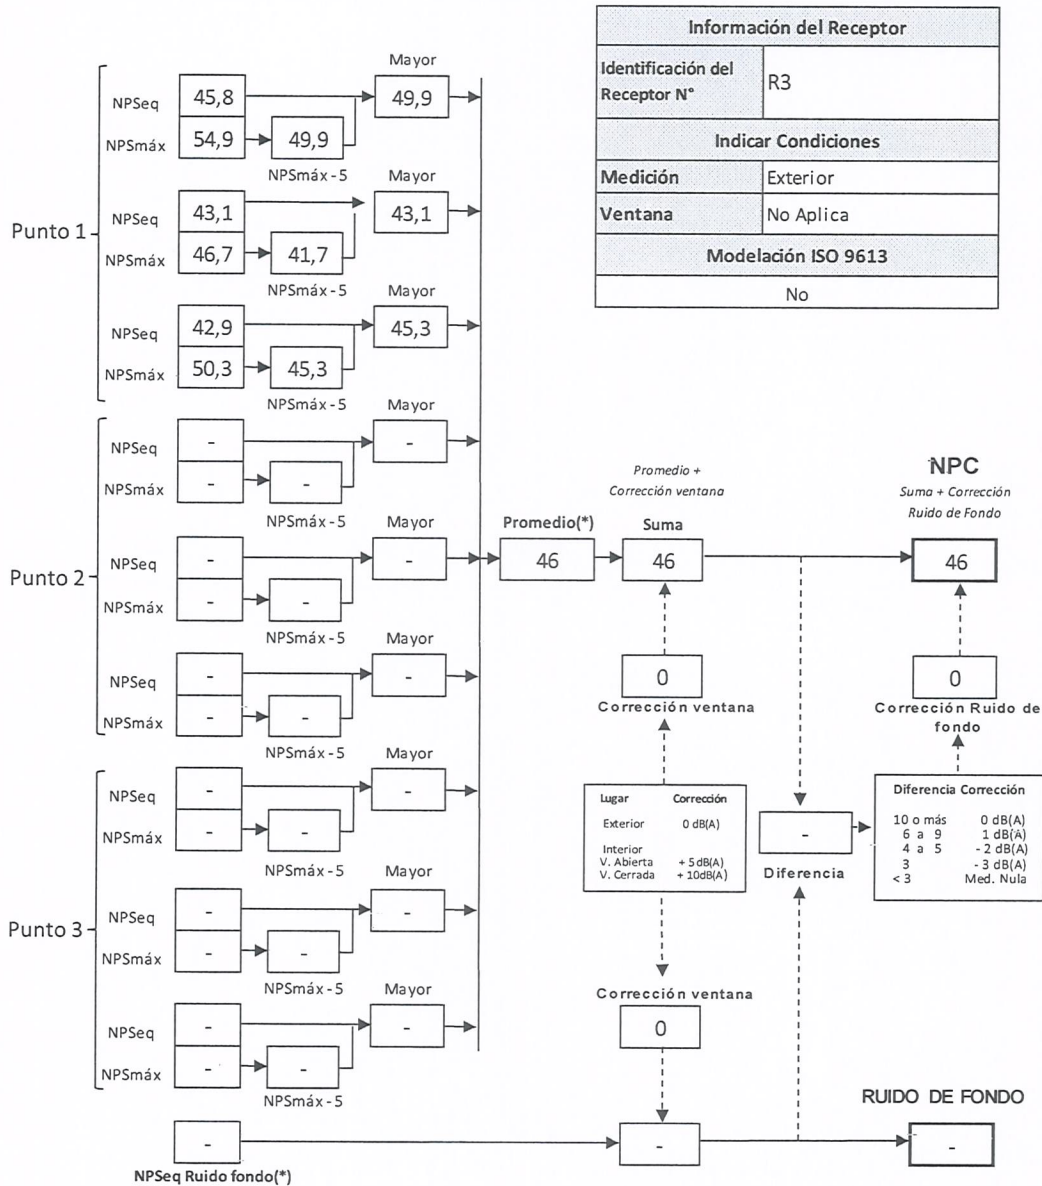 Información del Receptor
Identificación del Receptor N° R3
Indicar Condiciones
Medición Exterior
Ventana No Aplica
Modelación ISO 9613
No
Punto 1
Mayor
NPSeq 45,8 49,9
NPSmáx 54,9 49,9
NPSmáx - 5
Mayor
NPSeq 43,1 43,1
NPSmáx 46,7 41,7
NPSmáx - 5
Mayor
NPSeq 42,9 45,3
NPSmáx 50,3 45,3
NPSmáx - 5
Punto 2
Mayor
NPSeq - -
NPSmáx - -
NPSmáx - 5
Mayor
NPSeq - -
NPSmáx - -
NPSmáx - 5
Mayor
NPSeq - -
NPSmáx - -
NPSmáx - 5
Punto 3
Mayor
NPSeq - -
NPSmáx - -
NPSmáx - 5
Mayor
NPSeq - -
NPSmáx - -
NPSmáx - 5
Mayor
NPSeq - -
NPSmáx - -
NPSmáx - 5
-
NPSeq Ruido fondo(*)
Promedio(*)
46
Promedio +
Corrección ventana
Suma
46
0
Corrección ventana
Lugar Corrección
Exterior 0 dB(A)
Interior
V. Abierta + 5dB(A)
V. Cerrada + 10dB(A)
Corrección ventana
0
-
NPC
Suma + Corrección
Ruido de Fondo
46
0
Corrección Ruido de
fondo
-
Diferencia
Diferencia Corrección
10 o más 0 dB(A)
6 a 9 1 dB(A)
4 a 5 - 2 dB(A)
3 - 3 dB(A)
< 3 Med. Nula
RUIDO DE FONDO
-